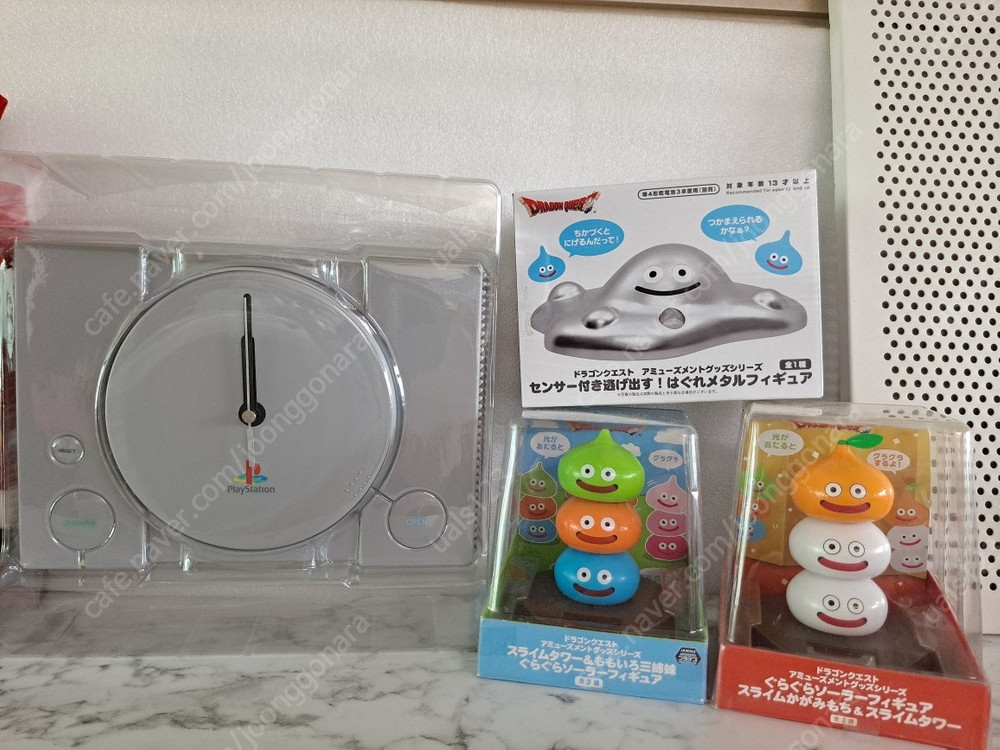 RESET
PlayStation
OPEN
DRAGON QUEST
単4形乾電池3本使用(別売)
対象年齢13才以上
Recommended for ages 13 and up
ちかづくと
にげるんだって!
つかまえられる
かなぁ?
ドラゴンクエスト アミューズメントグッズシリーズ
全1種
センサー付き逃げ出す!はぐれメタルフィギュア
光が
あたると
グラグラ
ドラゴンクエスト
アミューズメントグッズシリーズ
スライムタワー&ももいろ三姉妹
ぐらぐらソーラーフィギュア
全2種
光が
あたると
グラグラ
するよ!
ドラゴンクエスト
アミューズメントグッズシリーズ
ぐらぐらソーラーフィギュア
スライムかがみもち&スライムタワー
全2種
cafe.naver.com/joonggonara